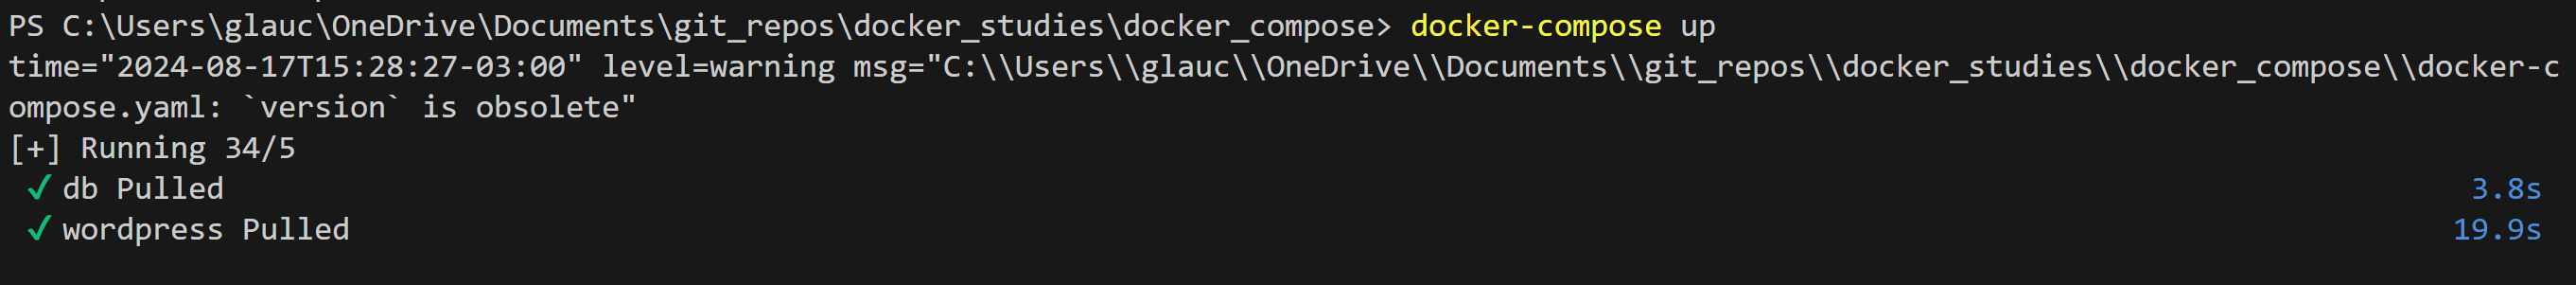 PS C:\Users\glauc\OneDrive\Documents\git_repos\docker_studies\docker_compose> docker-compose up
time="2024-08-17T15:28:27-03:00" level=warning msg="C:\\Users\\glauc\\OneDrive\\Documents\\git_repos\\docker_studies\\docker_compose\\docker-c
ompose.yaml: `version` is obsolete"
[+] Running 34/5
✔ db Pulled 3.8s
✔ wordpress Pulled 19.9s